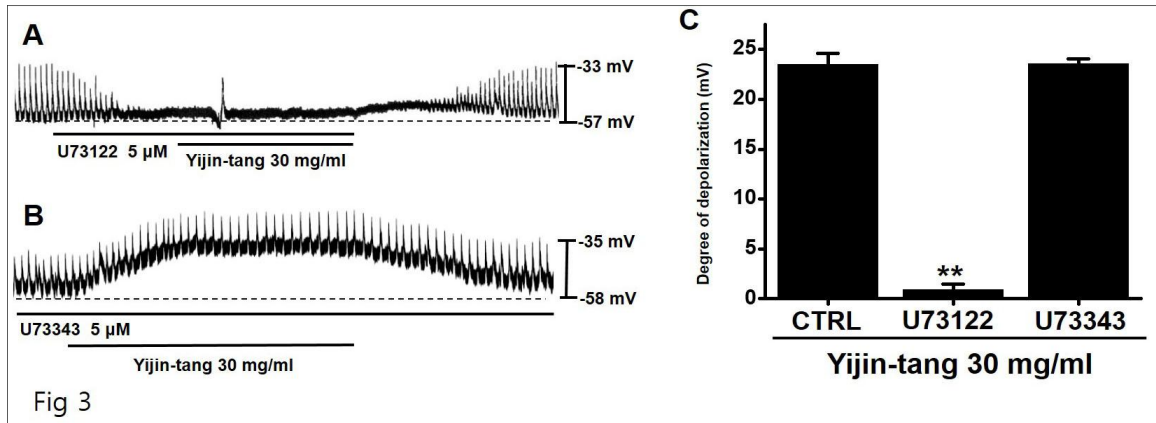 A
-33 mV
-57 mV
U73122 5 µM
Yijin-tang 30 mg/ml
B
-35 mV
-58 mV
U73343 5 µM
Yijin-tang 30 mg/ml
Fig 3
C
Degree of depolarization (mV)
25
20
15
10
5
0
**
CTRL U73122 U73343
Yijin-tang 30 mg/ml